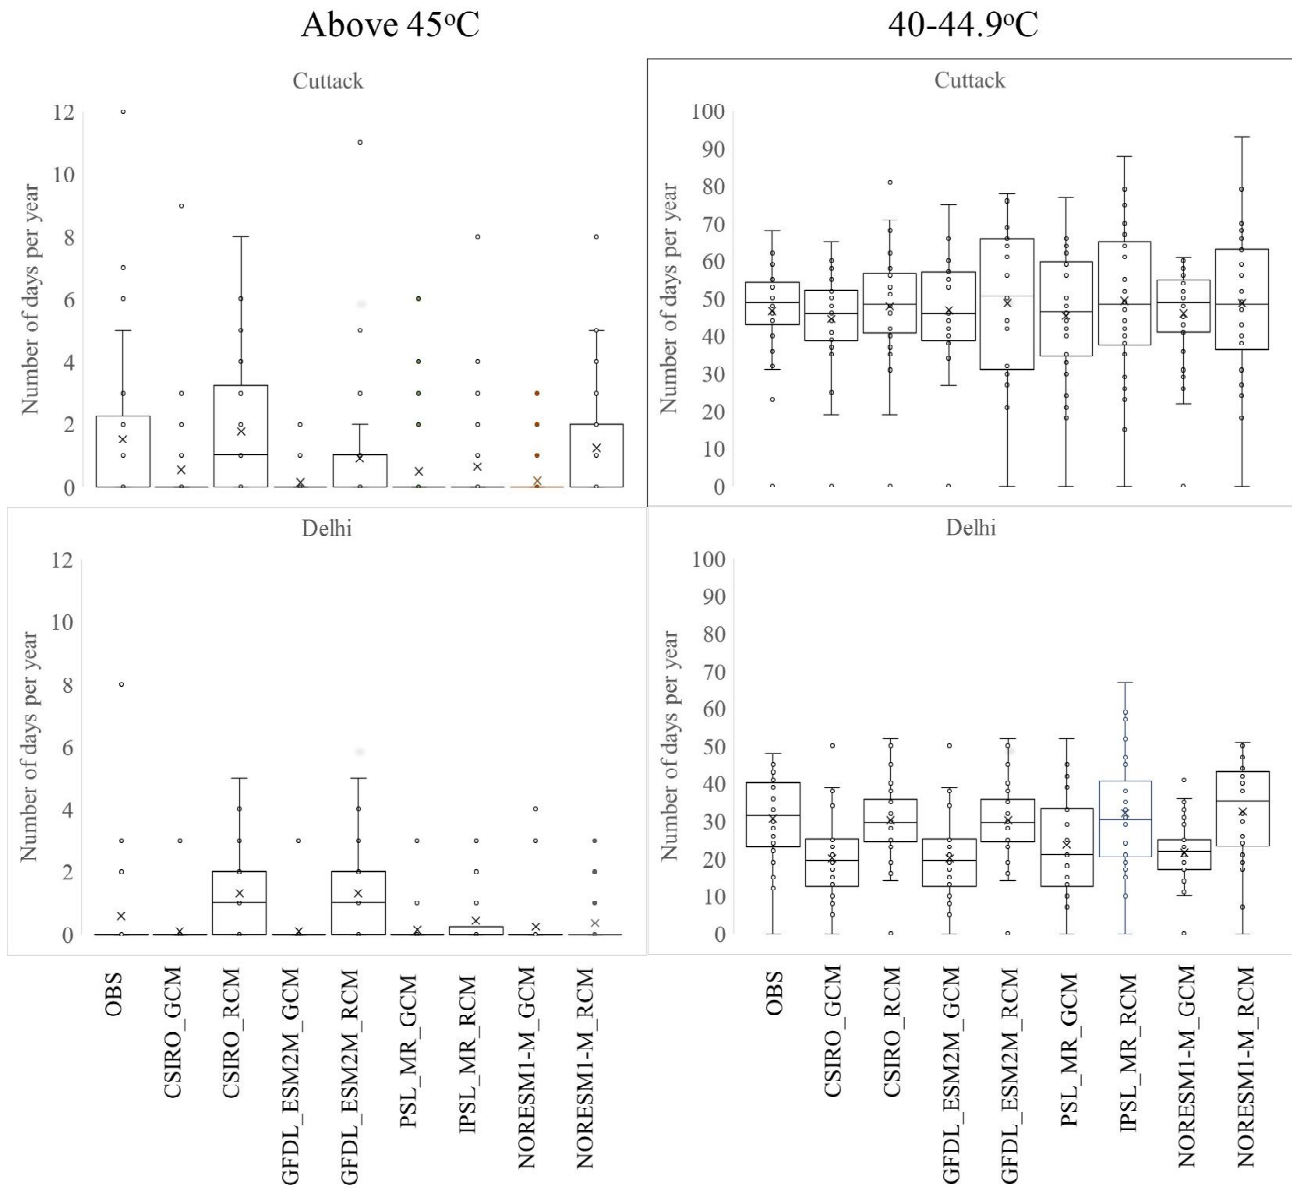 Above 45°C
40-44.9°C
Cuttack
Number of days per year
12
10
8
6
4
2
0
Cuttack
Number of days per year
100
90
80
70
60
50
40
30
20
10
0
Delhi
Number of days per year
12
10
8
6
4
2
0
Delhi
Number of days per year
100
90
80
70
60
50
40
30
20
10
0
OBS
CSIRO_GCM
CSIRO_RCM
GFDL_ESM2M_GCM
GFDL_ESM2M_RCM
PSL_MR_GCM
IPSL_MR_RCM
NORESM1-M_GCM
NORESM1-M_RCM
OBS
CSIRO_GCM
CSIRO_RCM
GFDL_ESM2M_GCM
GFDL_ESM2M_RCM
PSL_MR_GCM
IPSL_MR_RCM
NORESM1-M_GCM
NORESM1-M_RCM